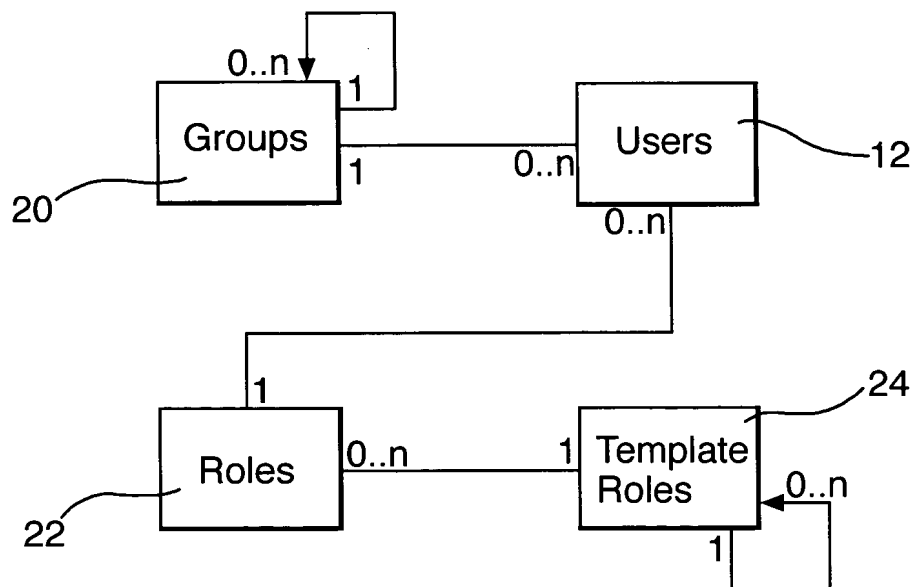 0..n
1
Groups
1
0..n
Users
12
20
0..n
1
24
Roles
0..n
1
Template
Roles
0..n
22
1